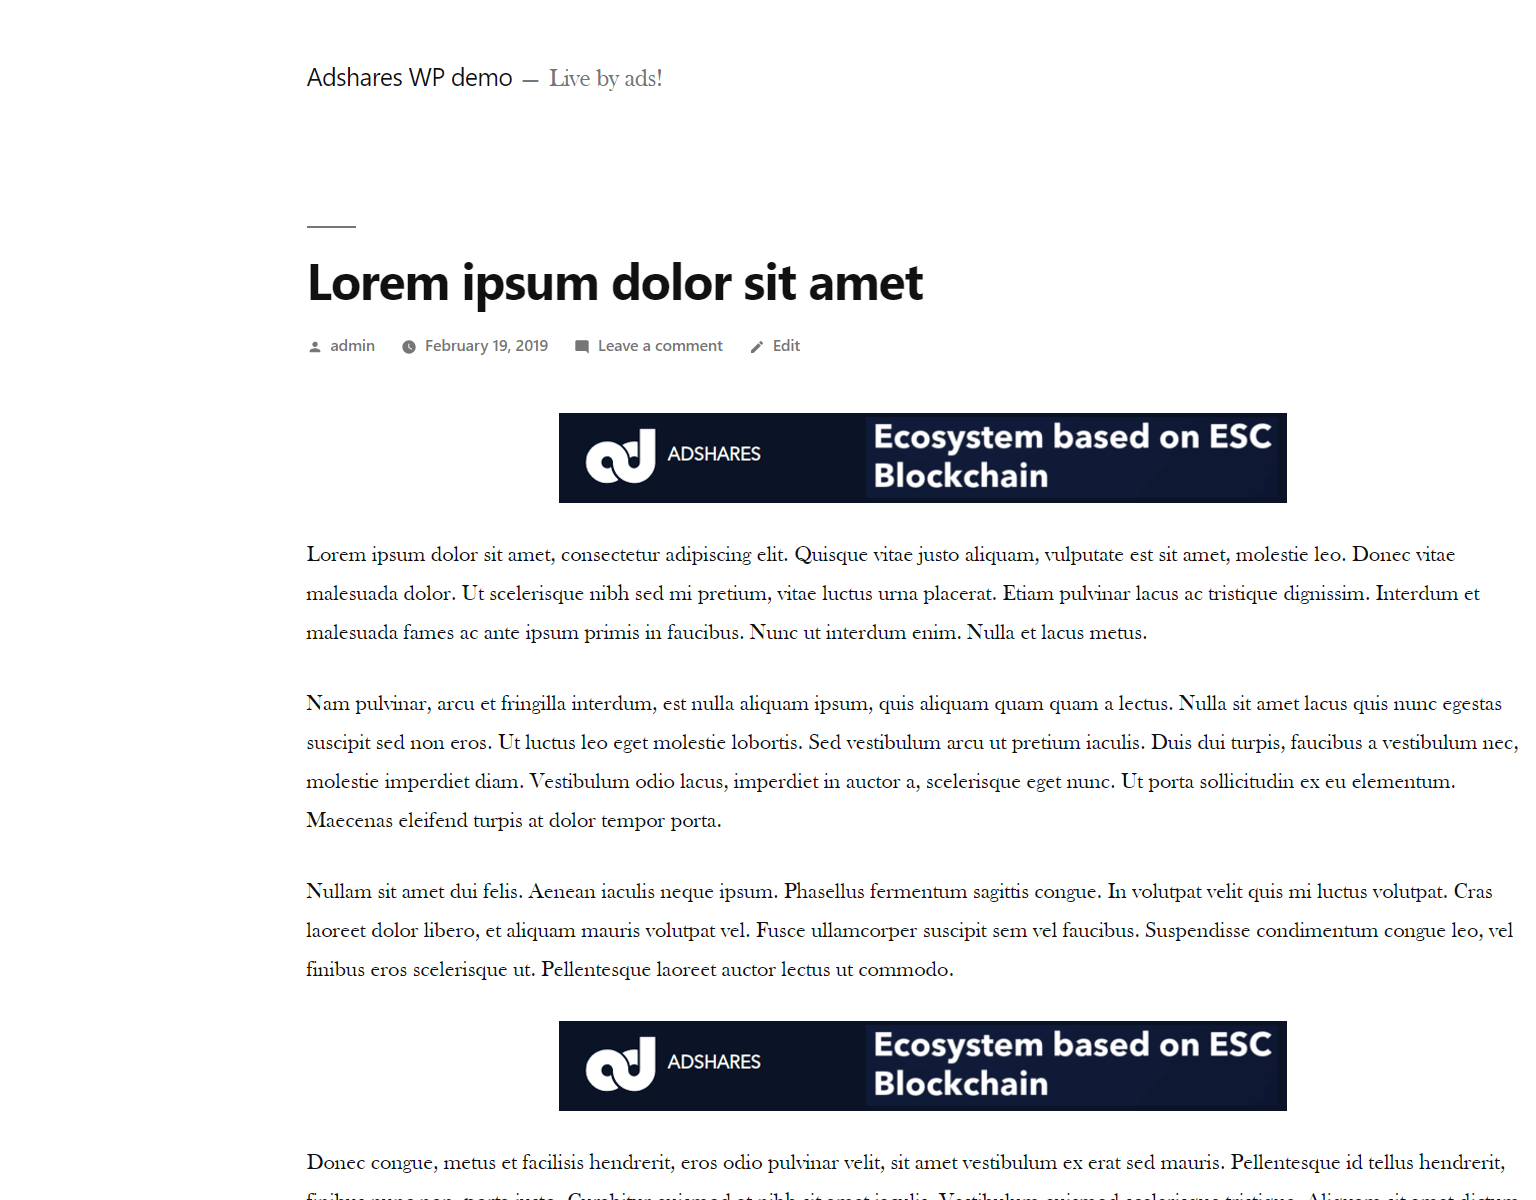 Adshares WP demo — Live by ads!
Lorem ipsum dolor sit amet
admin February 19, 2019 Leave a comment Edit
ad ADSHARES Ecosystem based on ESC
Blockchain
Lorem ipsum dolor sit amet, consectetur adipiscing elit. Quisque vitae justo aliquam, vulputate est sit amet, molestie leo. Donec vitae
malesuada dolor. Ut scelerisque nibh sed mi pretium, vitae luctus urna placerat. Etiam pulvinar lacus ac tristique dignissim. Interdum et
malesuada fames ac ante ipsum primis in faucibus. Nunc ut interdum enim. Nulla et lacus metus.
Nam pulvinar, arcu et fringilla interdum, est nulla aliquam ipsum, quis aliquam quam quam a lectus. Nulla sit amet lacus quis nunc egestas
suscipit sed non eros. Ut luctus leo eget molestie lobortis. Sed vestibulum arcu ut pretium iaculis. Duis dui turpis, faucibus a vestibulum nec,
molestie imperdiet diam. Vestibulum odio lacus, imperdiet in auctor a, scelerisque eget nunc. Ut porta sollicitudin ex eu elementum.
Maecenas eleifend turpis at dolor tempor porta.
Nullam sit amet dui felis. Aenean iaculis neque ipsum. Phasellus fermentum sagittis congue. In volutpat velit quis mi luctus volutpat. Cras
laoreet dolor libero, et aliquam mauris volutpat vel. Fusce ullamcorper suscipit sem vel faucibus. Suspendisse condimentum congue leo, vel
finibus eros scelerisque ut. Pellentesque laoreet auctor lectus ut commodo.
ad ADSHARES Ecosystem based on ESC
Blockchain
Donec congue, metus et facilisis hendrerit, eros odio pulvinar velit, sit amet vestibulum ex erat sed mauris. Pellentesque id tellus hendrerit,